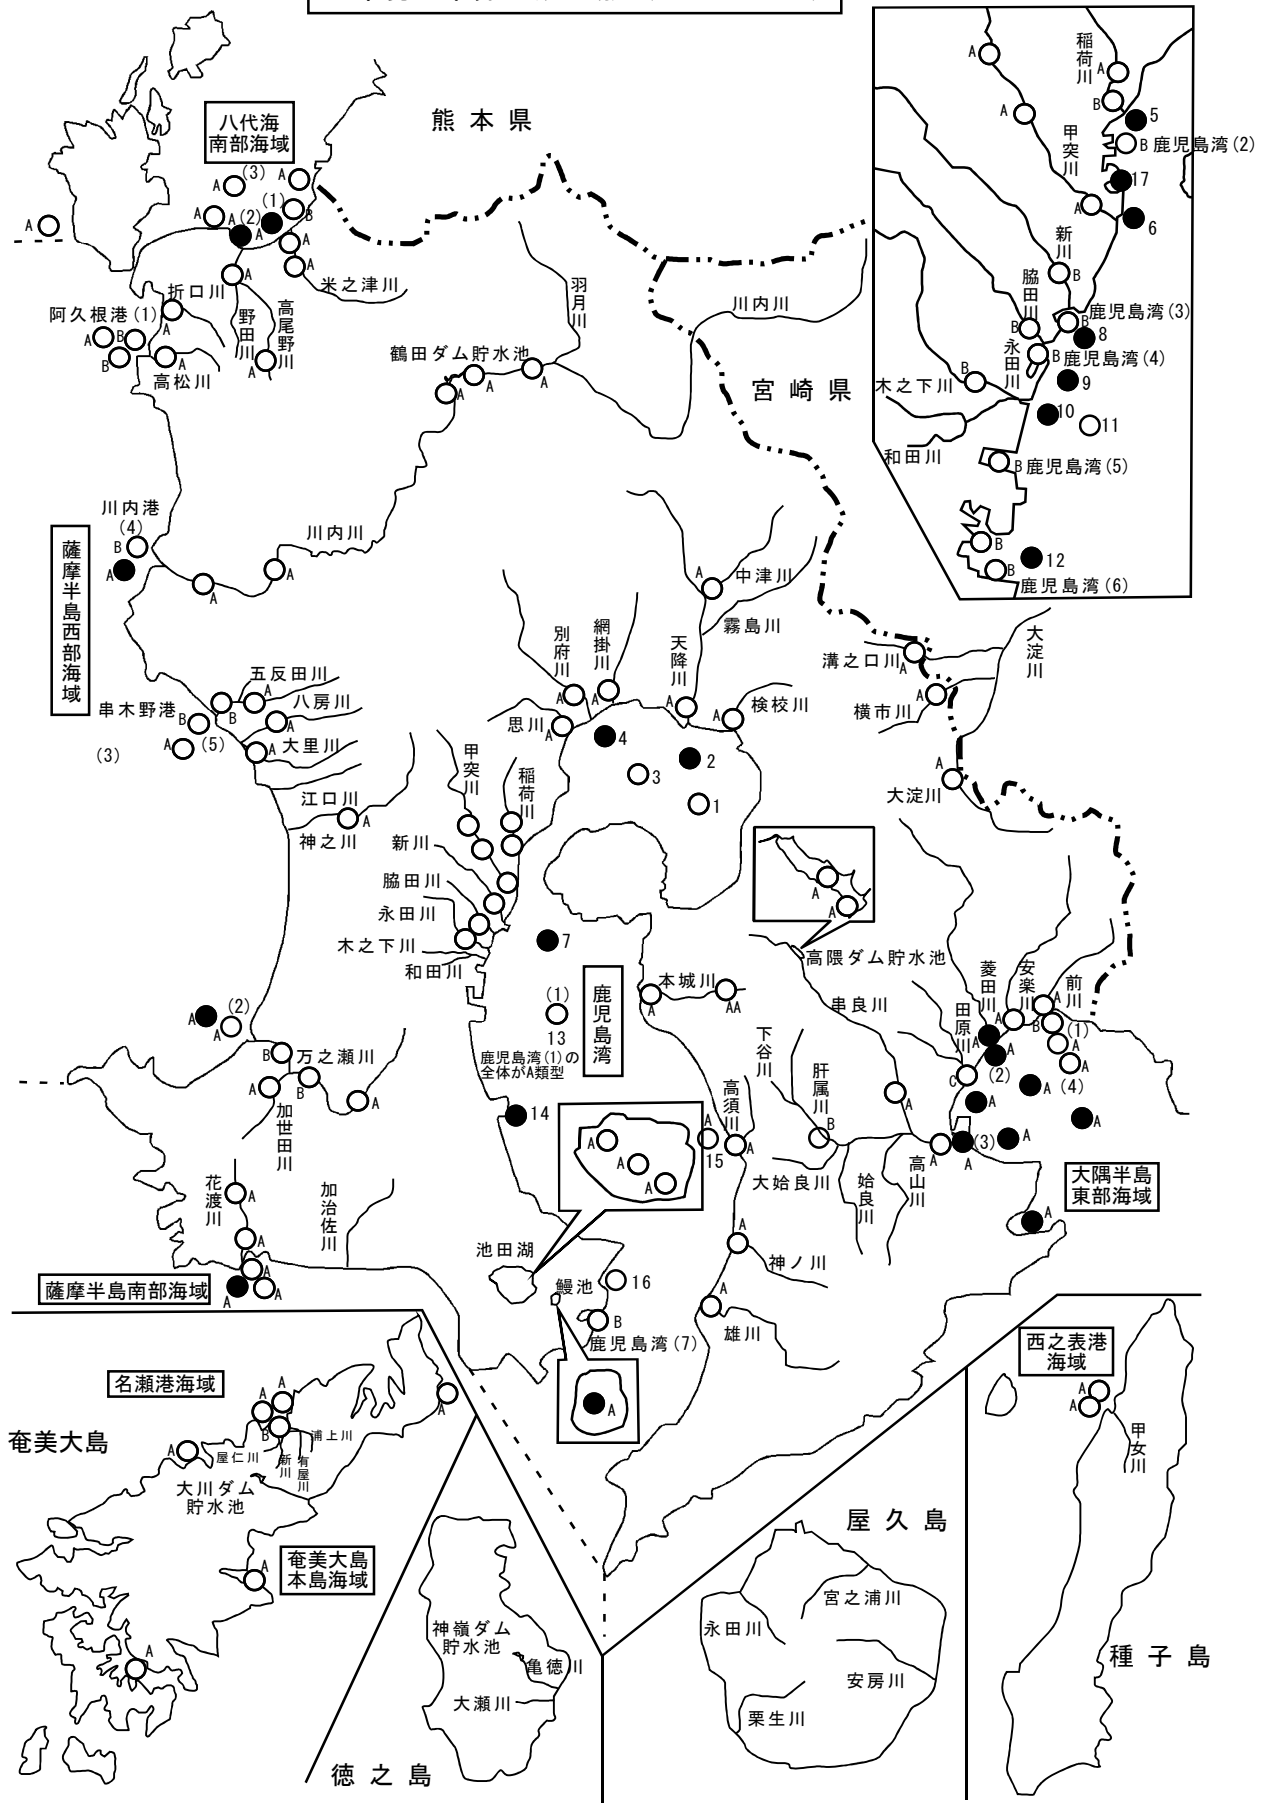 熊本県
八代海
南部海域
(3)
A
A
A
A
(2)
(1)
B
A
A
A
A
米之津川
折口川
野田川
高尾野川
A
A
阿久根港(1)
A
B
B
A
高松川
A
羽月川
川内川
鶴田ダム貯水池
A
A
A
宮崎県
稲荷川
A
A
B
5
A
B 鹿児島湾(2)
甲突川
17
A
6
新川
B
脇田川
B
B
鹿児島湾(3)
8
永田川
B 鹿児島湾(4)
9
木之下川
B
10
11
和田川
B 鹿児島湾(5)
B
12
B
鹿児島湾(6)
川内港
(4)
B
A
川内川
A
A
薩摩半島西部海域
中津川
A
霧島川
別府川
網掛川
天降川
A
A
A
A
検校川
思川
A
4
2
3
1
大淀川
溝之口川
A
横市川
A
大淀川
A
五反田川
A
B
八房川
A
串木野港
B
A
(5)
(3)
大里川
A
江口川
A
神之川
甲突川
稲荷川
新川
脇田川
永田川
木之下川
和田川
7
(1)
13
鹿児島湾(1)の
全体がA類型
鹿児島湾
14
本城川
A
AA
A
A
高隈ダム貯水池
串良川
A
下谷川
肝属川
B
高須川
A
A
15
大姶良川
姶良川
高山川
A
田原川
C
菱田川
A
安楽川
A
前川
A
B
(1)
A
A
(2)
A
A
(4)
A
A
(3)
A
A
A
大隅半島
東部海域
A
(2)
A
B
万之瀬川
B
A
A
加世田川
花渡川
A
A
A
A
A
加治佐川
薩摩半島南部海域
A
A
A
池田湖
鰻池
16
B
鹿児島湾(7)
A
A
神ノ川
A
雄川
名瀬港海域
A
A
B
A
A
奄美大島
屋仁川
新川
有屋川
浦上川
大川ダム
貯水池
A
奄美大島
本島海域
A
神嶺ダム
貯水池
亀徳川
大瀬川
徳之島
屋久島
宮之浦川
永田川
安房川
栗生川
西之表港
海域
A
A
甲女川
種子島